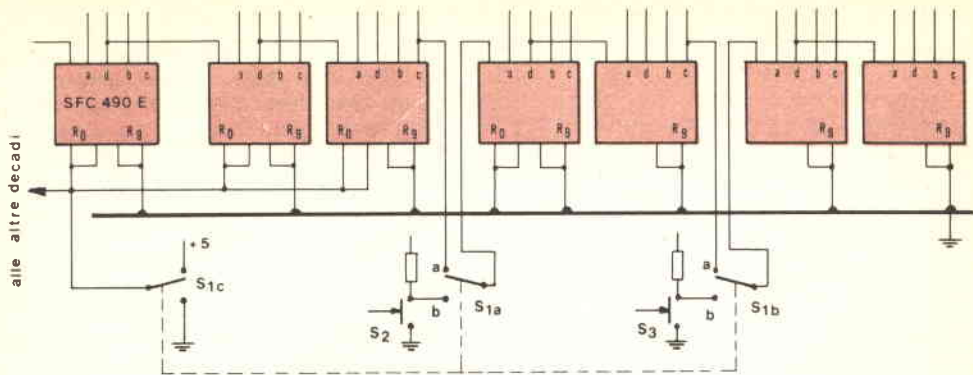 a d b c
a d b c
a d b c
a d b c
a d b c
a d b c
a d b c
SFC 490 E
R0 R9
R0 R9
R0 R9
R0 R9
R9
R9
R9
alle altre decadi
+5
S1c
a
b
S2
S1a
a
b
S3
S1b